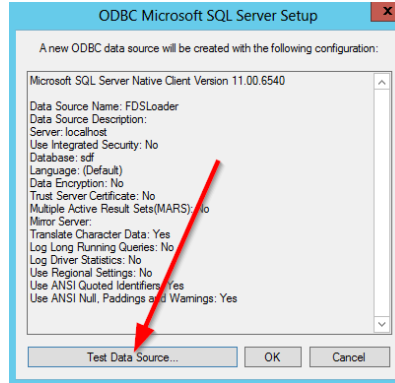 ODBC Microsoft SQL Server Setup
x
A new ODBC data source will be created with the following configuration:
Microsoft SQL Server Native Client Version 11.00.6540
Data Source Name: FDSLoader
Data Source Description:
Server: localhost
Use Integrated Security: No
Database: sdf
Language: (Default)
Data Encryption: No
Trust Server Certificate: No
Multiple Active Result Sets(MARS): No
Mirror Server:
Translate Character Data: Yes
Log Long Running Queries: No
Log Driver Statistics: No
Use Regional Settings: No
Use ANSI Quoted Identifiers: Yes
Use ANSI Null, Paddings and Warnings: Yes
Test Data Source...
OK
Cancel